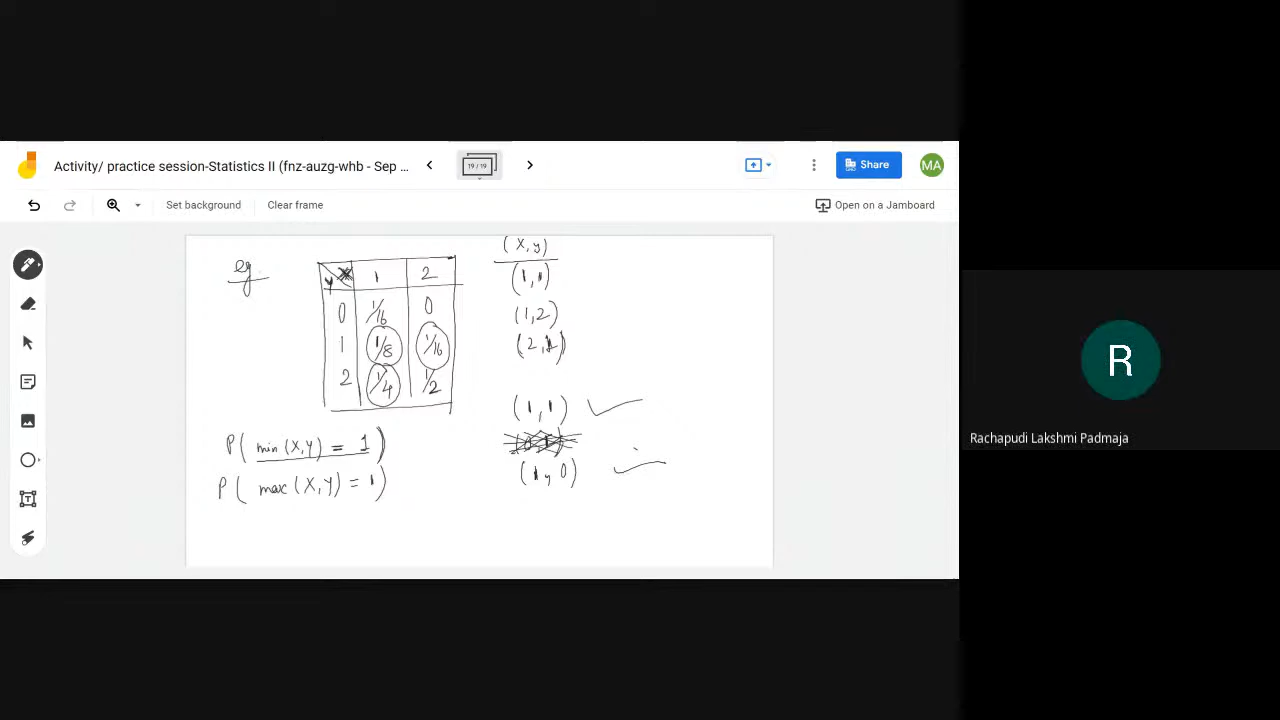 Activity/ practice session-Statistics II (fnz-auzg-whb - Sep ...
19 / 19
Share
MA
Set background
Clear frame
Open on a Jamboard
eg
Y X 1 2
0 1/16 0
1 1/8 1/16
2 1/4 1/2
(X, Y)
(1, 1)
(1, 2)
(2, 1)
(1, 1)
(1, 0)
P( min (X,Y) = 1 )
P( max (X,Y) = 1 )
R
Rachapudi Lakshmi Padmaja